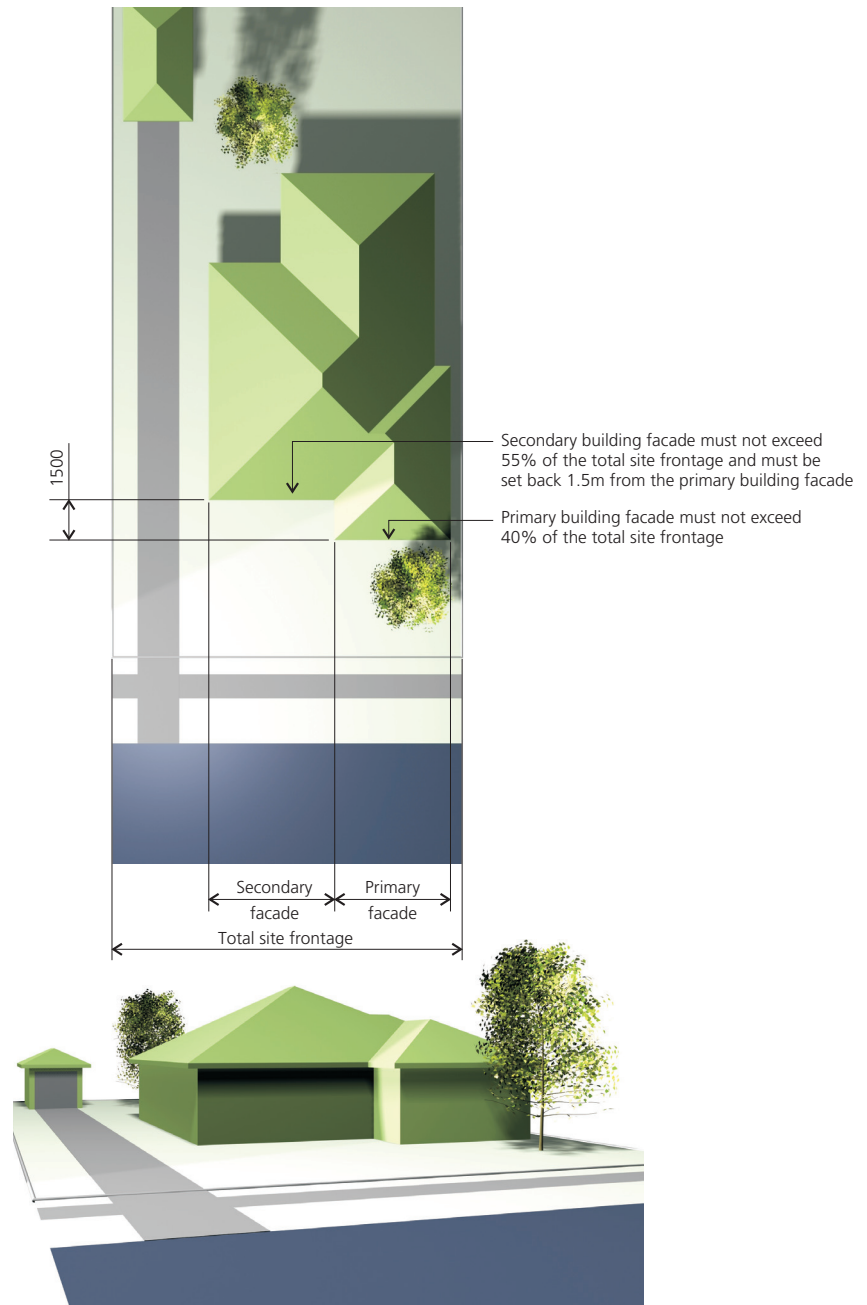 1500
Secondary building facade must not exceed
55% of the total site frontage and must be
set back 1.5m from the primary building facade
Primary building facade must not exceed
40% of the total site frontage
Secondary
facade
Primary
facade
Total site frontage